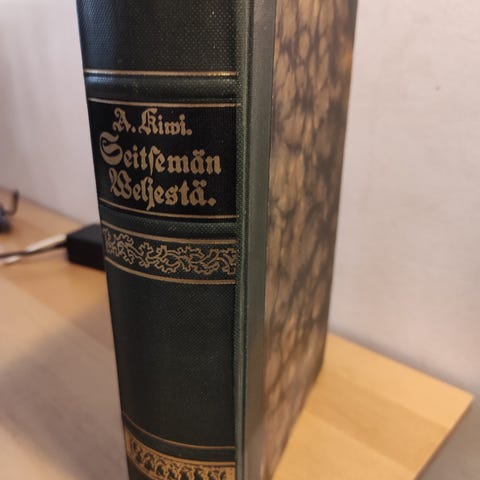 A. Kiwi.
Seitſemän
Weljestä.